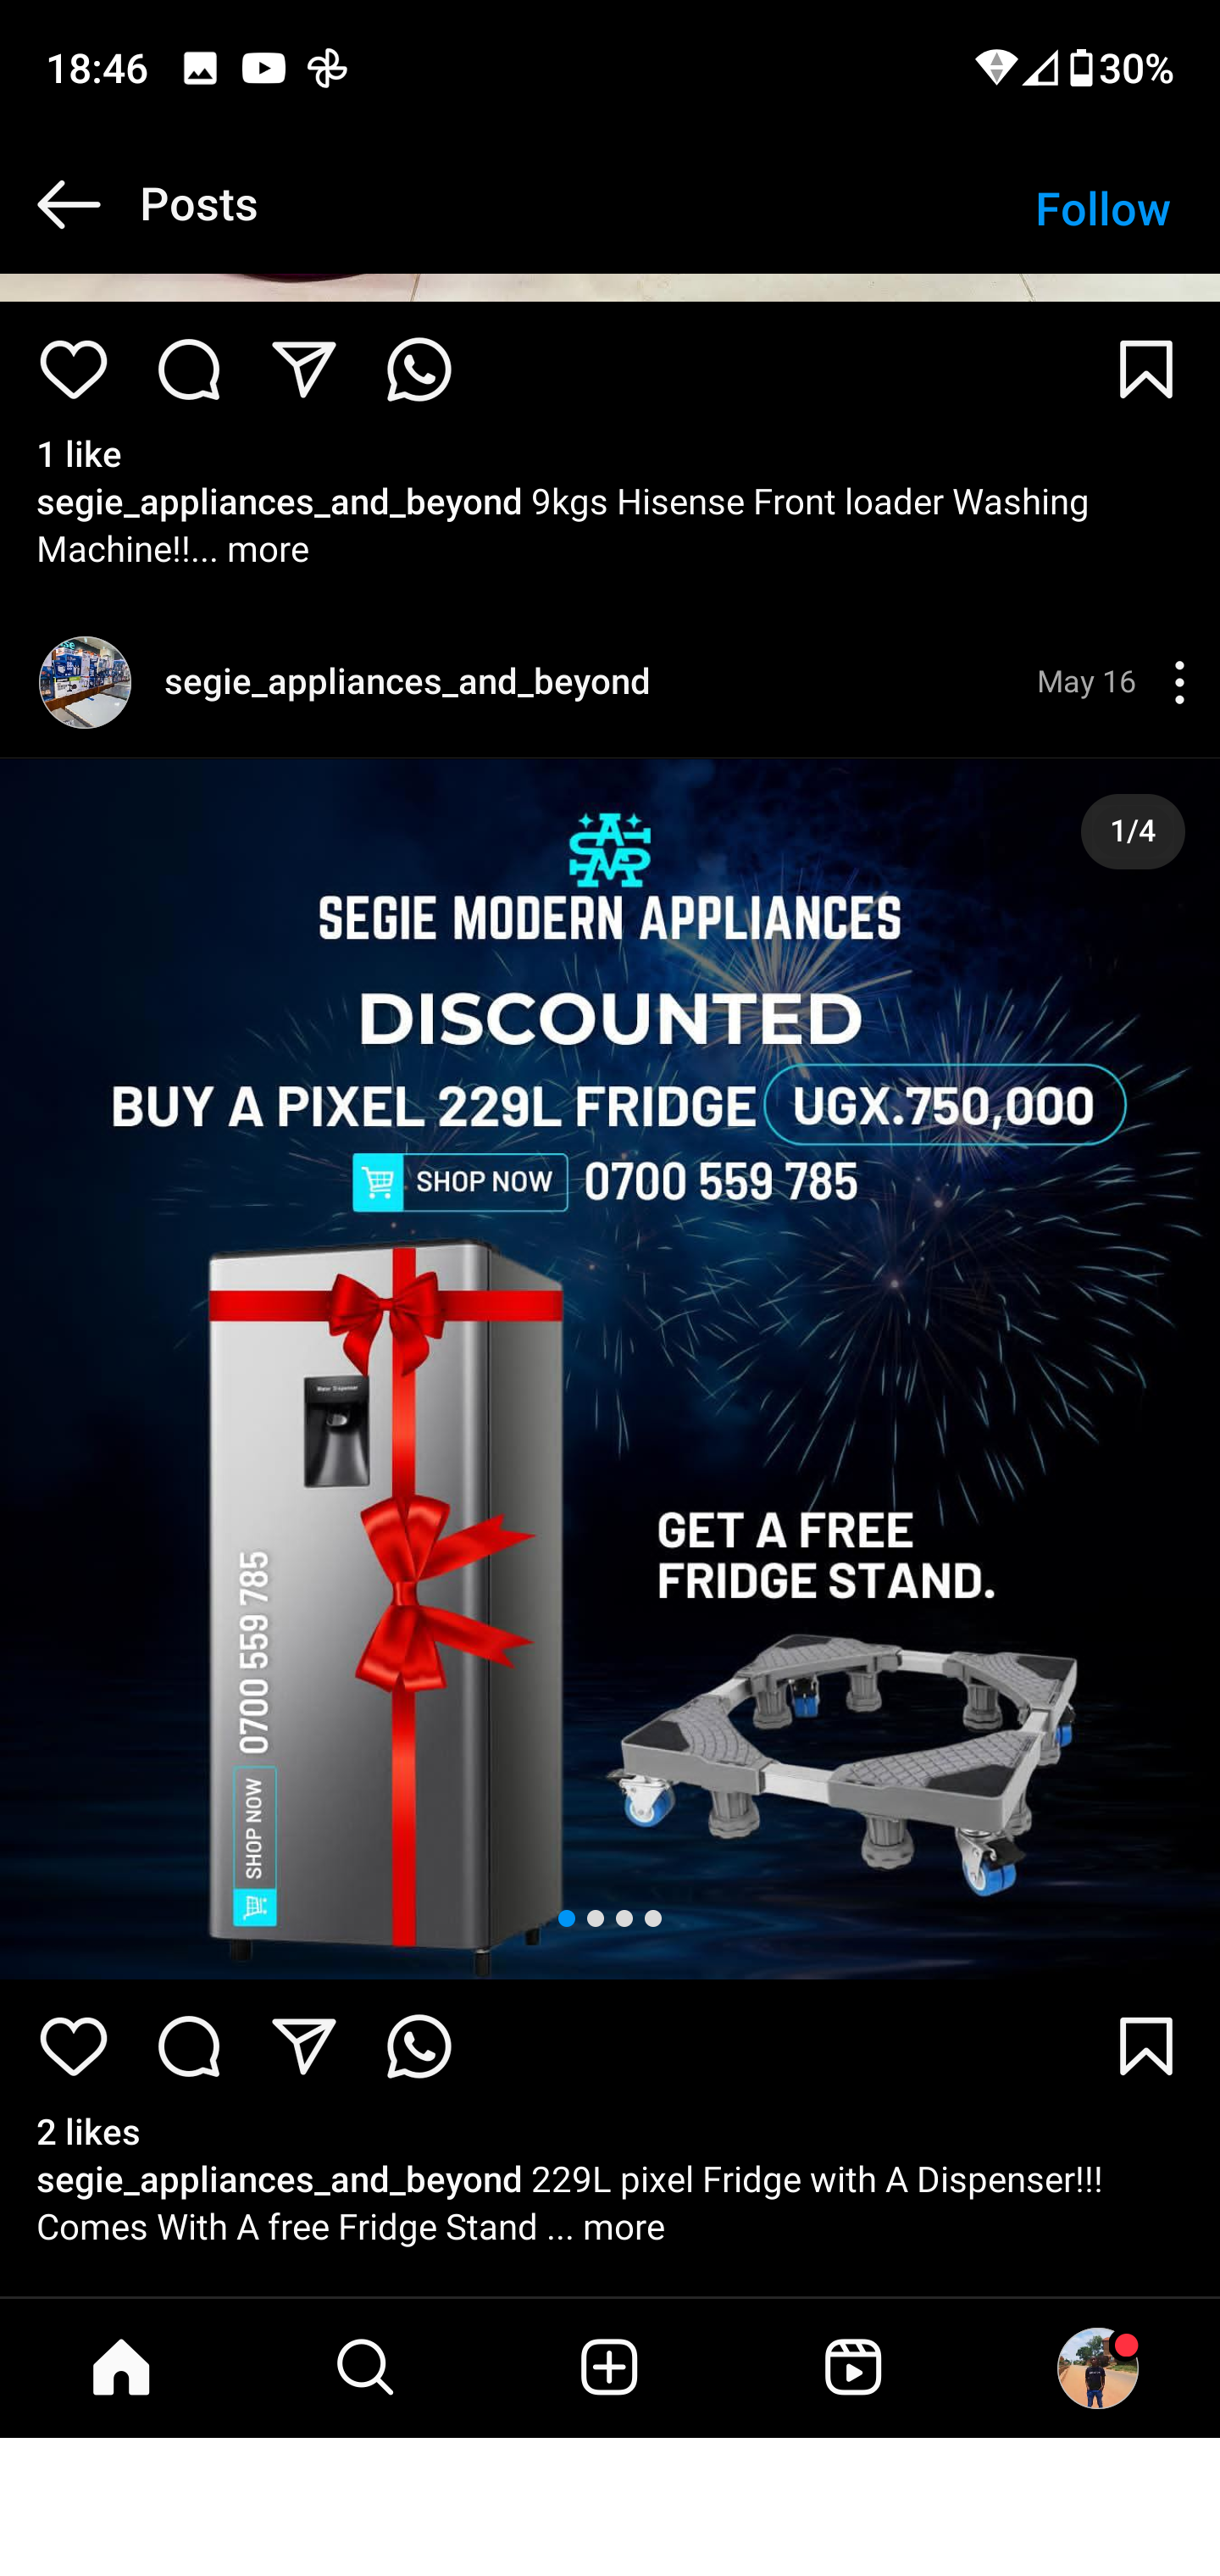 18:46
30%
Posts
Follow
1 like
segie_appliances_and_beyond 9kgs Hisense Front loader Washing
Machine!!... more
segie_appliances_and_beyond
May 16
1/4
SEGIE MODERN APPLIANCES
DISCOUNTED
BUY A PIXEL 229L FRIDGE UGX.750,000
SHOP NOW 0700 559 785
Water Dispenser
GET A FREE
FRIDGE STAND.
SHOP NOW 0700 559 785
2 likes
segie_appliances_and_beyond 229L pixel Fridge with A Dispenser!!!
Comes With A free Fridge Stand ... more